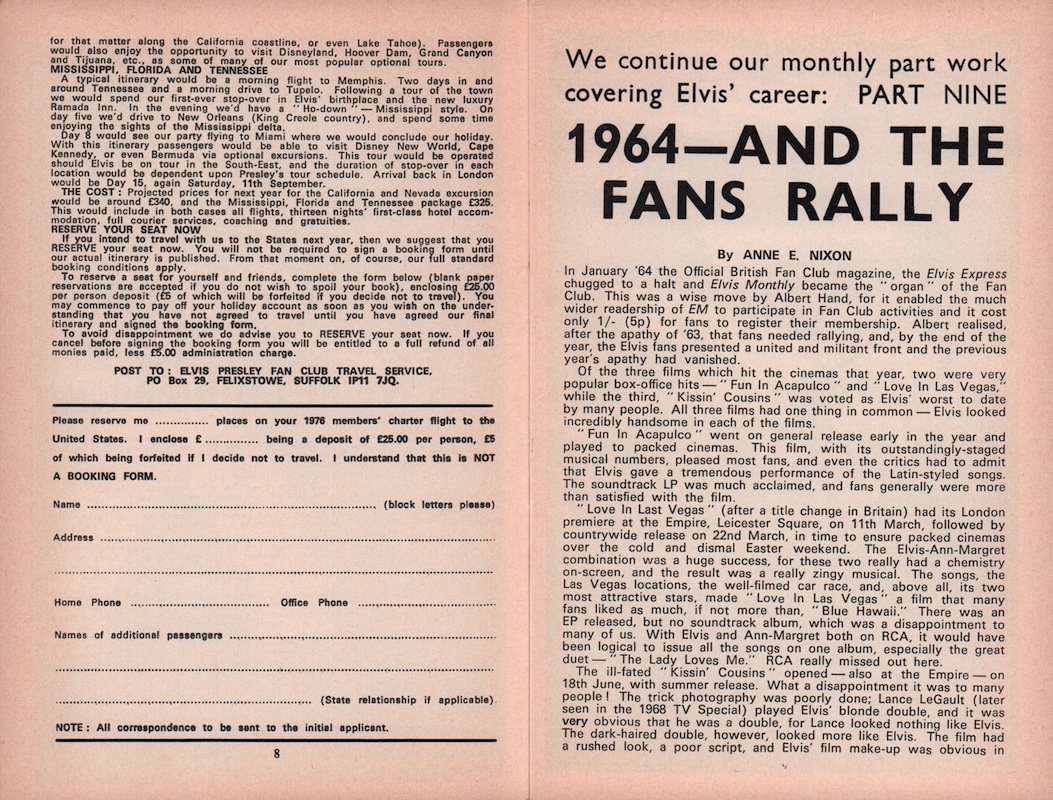 for that matter along the California coastline, or even Lake Tahoe). Passengers
would also enjoy the opportunity to visit Disneyland, Hoover Dam, Grand Canyon
and Tijuana, etc., as some of many of our most popular optional tours.
MISSISSIPPI, FLORIDA AND TENNESSEE
A typical itinerary would be a morning flight to Memphis. Two days in and
around Tennessee and a morning drive to Tupelo. Following a tour of the town
we would spend our first-ever stop-over in Elvis' birthplace and the new luxury
Ramada Inn. In the evening we'd have a "Ho-down" — Mississippi style. On
day five we'd drive to New Orleans (King Creole country), and spend some time
enjoying the sights of the Mississippi delta.
Day 8 would see our party flying to Miami where we would conclude our holiday.
With this itinerary passengers would be able to visit Disney New World, Cape
Kennedy, or even Bermuda via optional excursions. This tour would be operated
should Elvis be on tour in the South-East, and the duration of stop-over in each
location would be dependent upon Presley's tour schedule. Arrival back in London
would be Day 15, again Saturday, 11th September.
THE COST : Projected prices for next year for the California and Nevada excursion
would be around £340, and the Mississippi, Florida and Tennessee package £325.
This would include in both cases all flights, thirteen nights' first-class hotel accom-
modation, full courier services, coaching and gratuities.
RESERVE YOUR SEAT NOW
If you intend to travel with us to the States next year, then we suggest that you
RESERVE your seat now. You will not be required to sign a booking form until
our actual itinerary is published. From that moment on, of course, our full standard
booking conditions apply.
To reserve a seat for yourself and friends, complete the form below (blank paper
reservations are accepted if you do not wish to spoil your book), enclosing £25.00
per person deposit (£5 of which will be forfeited if you decide not to travel). You
may commence to pay off your holiday account as soon as you wish on the under-
standing that you have not agreed to travel until you have agreed our final
itinerary and signed the booking form.
To avoid disappointment we do advise you to RESERVE your seat now. If you
cancel before signing the booking form you will be entitled to a full refund of all
monies paid, less £5.00 administration charge.
POST TO : ELVIS PRESLEY FAN CLUB TRAVEL SERVICE,
PO Box 29, FELIXSTOWE, SUFFOLK IP11 7JQ.
Please reserve me .............. places on your 1976 members' charter flight to the
United States. I enclose £ .............. being a deposit of £25.00 per person, £5
of which being forfeited if I decide not to travel. I understand that this is NOT
A BOOKING FORM.
Name .............. (block letters please)
Address ..............
Home Phone .............. Office Phone ..............
Names of additional passengers ..............
.............. (State relationship if applicable).
NOTE : All correspondence to be sent to the initial applicant.
8
We continue our monthly part work
covering Elvis' career: PART NINE
1964—AND THE
FANS RALLY
By ANNE E. NIXON
In January '64 the Official British Fan Club magazine, the Elvis Express
chugged to a halt and Elvis Monthly became the "organ" of the Fan
Club. This was a wise move by Albert Hand, for it enabled the much
wider readership of EM to participate in Fan Club activities and it cost
only 1/- (5p) for fans to register their membership. Albert realised,
after the apathy of '63, that fans needed rallying, and, by the end of the
year, the Elvis fans presented a united and militant front and the previous
year's apathy had vanished.
Of the three films which hit the cinemas that year, two were very
popular box-office hits — "Fun In Acapulco" and "Love In Las Vegas,"
while the third, "Kissin' Cousins" was voted as Elvis' worst to date
by many people. All three films had one thing in common — Elvis looked
incredibly handsome in each of the films.
"Fun In Acapulco" went on general release early in the year and
played to packed cinemas. This film, with its outstandingly-staged
musical numbers, pleased most fans, and even the critics had to admit
that Elvis gave a tremendous performance of the Latin-styled songs.
The soundtrack LP was much acclaimed, and fans generally were more
than satisfied with the film.
"Love In Last Vegas" (after a title change in Britain) had its London
premiere at the Empire, Leicester Square, on 11th March, followed by
countrywide release on 22nd March, in time to ensure packed cinemas
over the cold and dismal Easter weekend. The Elvis-Ann-Margret
combination was a huge success, for these two really had a chemistry
on-screen, and the result was a really zingy musical. The songs, the
Las Vegas locations, the well-filmed car race, and, above all, its two
most attractive stars, made "Love In Las Vegas" a film that many
fans liked as much, if not more than, "Blue Hawaii." There was an
EP released, but no soundtrack album, which was a disappointment to
many of us. With Elvis and Ann-Margret both on RCA, it would have
been logical to issue all the songs on one album, especially the great
duet — "The Lady Loves Me." RCA really missed out here.
The ill-fated "Kissin' Cousins" opened — also at the Empire — on
18th June, with summer release. What a disappointment it was to many
people ! The trick photography was poorly done; Lance LeGault (later
seen in the 1968 TV Special) played Elvis' blonde double, and it was
very obvious that he was a double, for Lance looked nothing like Elvis.
The dark-haired double, however, looked more like Elvis. The film had
a rushed look, a poor script, and Elvis' film make-up was obvious in